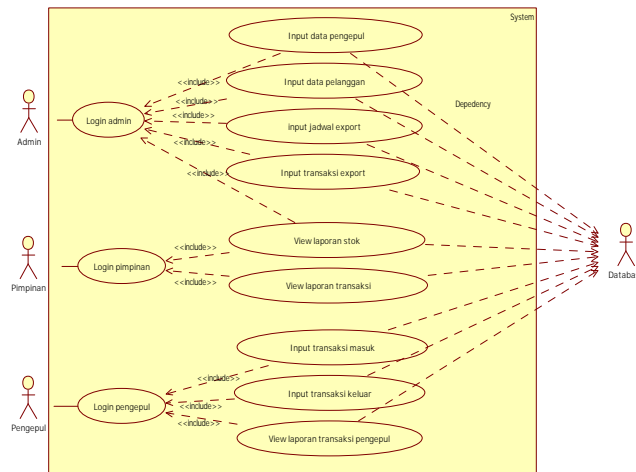 System
Input data pengepul
<<include>>
Input data pelanggan
<<include>>
Depedency
Admin
Login admin
<<include>>
input jadwal export
<<include>>
Input transaksi export
<<include>>
Pimpinan
Login pimpinan
<<include>>
View laporan stok
<<include>>
View laporan transaksi
Databa
Input transaksi masuk
<<include>>
Pengepul
Login pengepul
<<include>>
Input transaksi keluar
<<include>>
View laporan transaksi pengepul